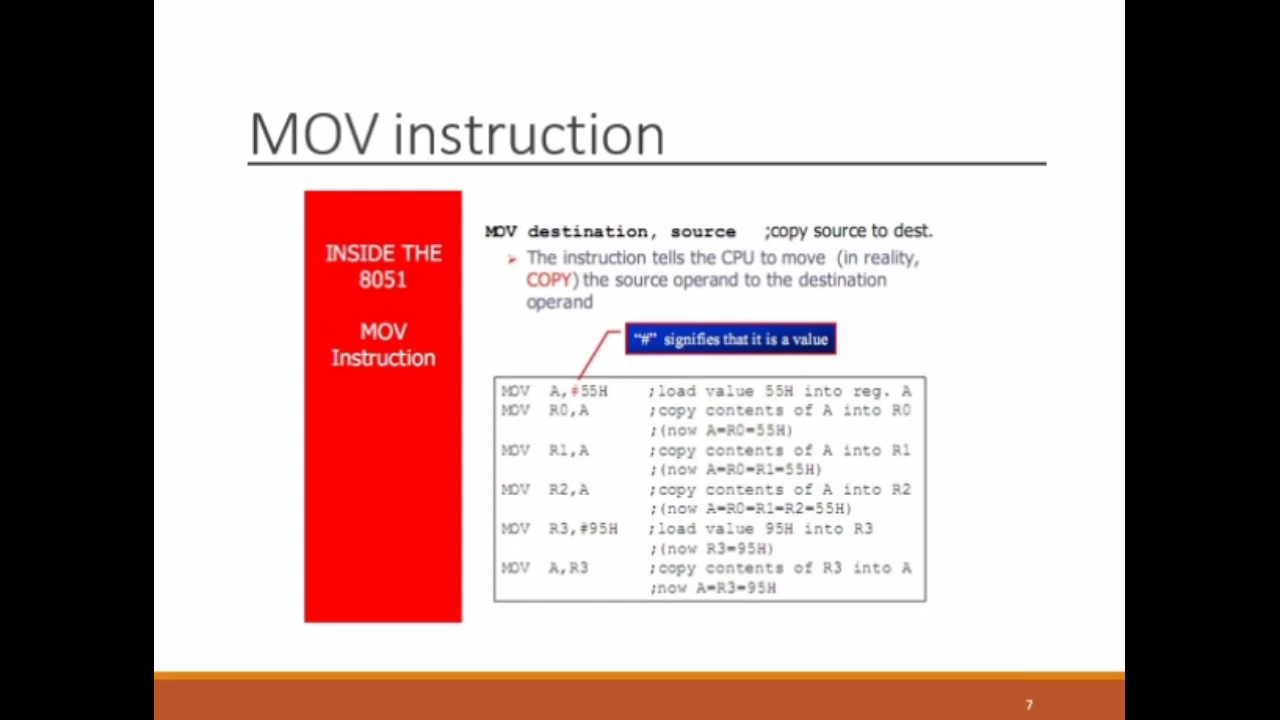 MOV instruction
INSIDE THE
8051
MOV
Instruction
MOV destination, source ;copy source to dest.
➢ The instruction tells the CPU to move (in reality,
COPY) the source operand to the destination
operand
"#" signifies that it is a value
MOV A,#55H ;load value 55H into reg. A
MOV R0,A ;copy contents of A into R0
;(now A=R0=55H)
MOV R1,A ;copy contents of A into R1
;(now A=R0=R1=55H)
MOV R2,A ;copy contents of A into R2
;(now A=R0=R1=R2=55H)
MOV R3,#95H ;load value 95H into R3
;(now R3=95H)
MOV A,R3 ;copy contents of R3 into A
;now A=R3=95H
7